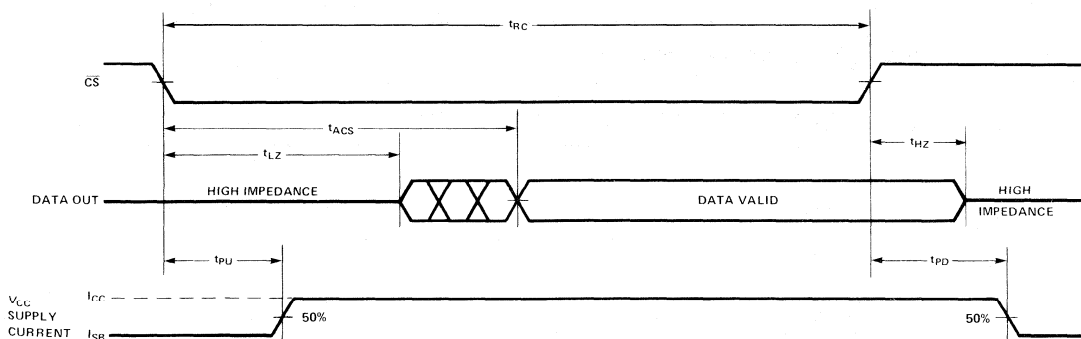 tRC
CS
tACS
tLZ
tHZ
DATA OUT
HIGH IMPEDANCE
DATA VALID
HIGH
IMPEDANCE
tPU
tPD
VCC
SUPPLY
CURRENT
ICC
ISB
50%
50%